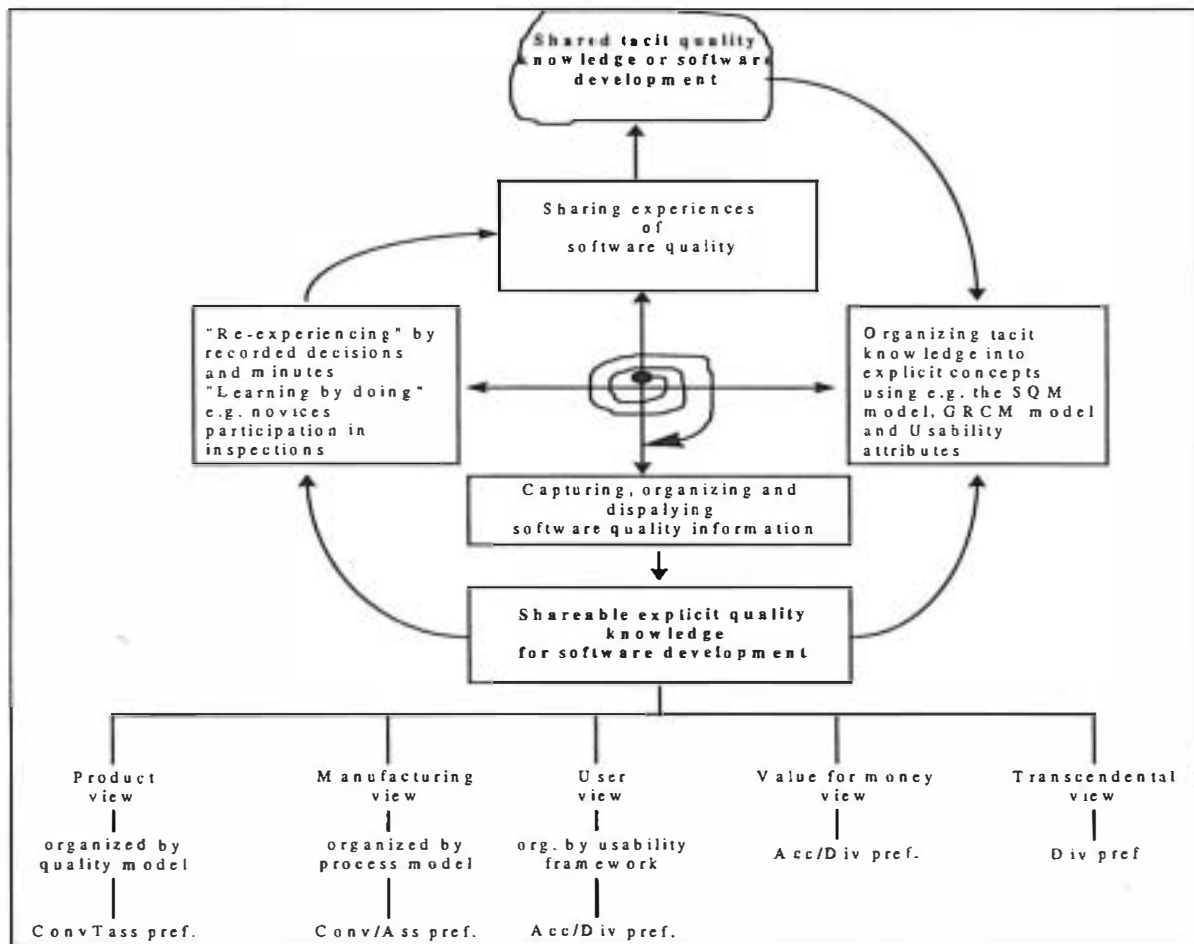 Shared tacit quality
knowledge or software
development
Sharing experiences
of
software quality
"Re-experiencing" by
recorded decisions
and minutes
"Learning by doing"
e.g. novices
participation in
inspections
Organizing tacit
knowledge into
explicit concepts
using e.g. the SQM
model, GRCM model
and Usability
attributes
Capturing, organizing and
dispalying
software quality information
Shareable explicit quality
knowledge
for software development
Product
view
organized by
quality model
ConvTass pref.
Manufacturing
view
organized by
process model
Conv/Ass pref.
User
view
org. by usability
framework
Acc/Div pref.
Value for money
view
Acc/Div pref.
Transcendental
view
Div pref